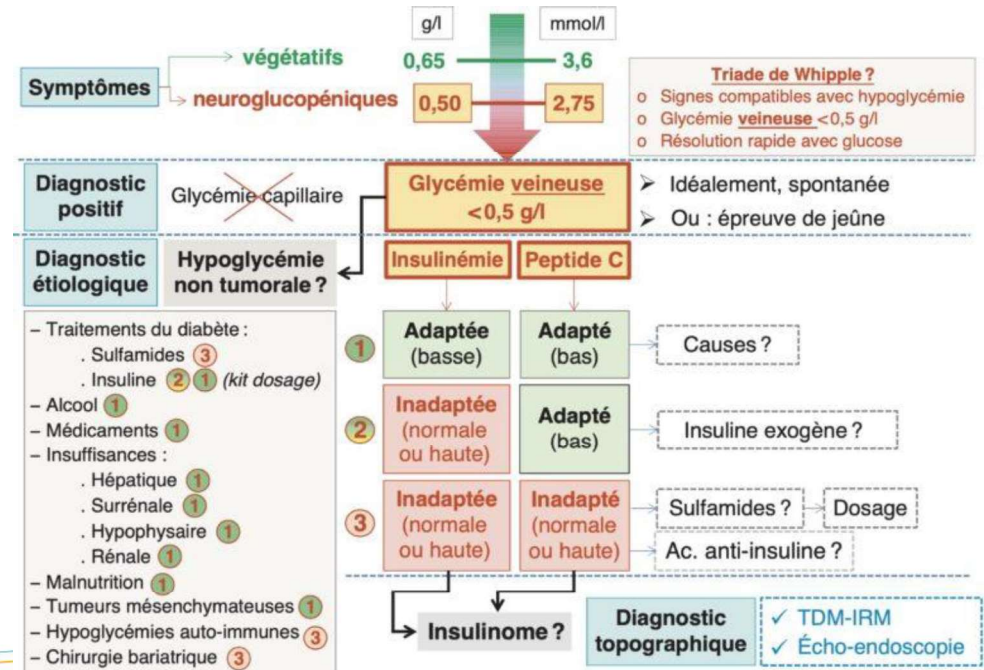 g/l
mmol/l
Symptômes
végétatifs
0,65
3,6
neuroglucopéniques
0,50
2,75
Triade de Whipple ?
o Signes compatibles avec hypoglycémie
o Glycémie veineuse <0,5 g/l
o Résolution rapide avec glucose
Diagnostic
positif
Glycémie capillaire
Glycémie veineuse
<0,5 g/l
➢ Idéalement, spontanée
➢ Ou : épreuve de jeûne
Diagnostic
étiologique
Hypoglycémie
non tumorale ?
Insulinémie
Peptide C
– Traitements du diabète :
. Sulfamides 3
. Insuline 2 1 (kit dosage)
– Alcool 1
– Médicaments 1
– Insuffisances :
. Hépatique 1
. Surrénale 1
. Hypophysaire 1
. Rénale 1
– Malnutrition 1
– Tumeurs mésenchymateuses 1
– Hypoglycémies auto-immunes 3
– Chirurgie bariatrique 3
1
Adaptée
(basse)
Adapté
(bas)
Causes ?
2
Inadaptée
(normale
ou haute)
Adapté
(bas)
Insuline exogène ?
3
Inadaptée
(normale
ou haute)
Inadapté
(normale
ou haute)
Sulfamides ?
Dosage
Ac. anti-insuline ?
Insulinome ?
Diagnostic
topographique
✓ TDM-IRM
✓ Écho-endoscopie